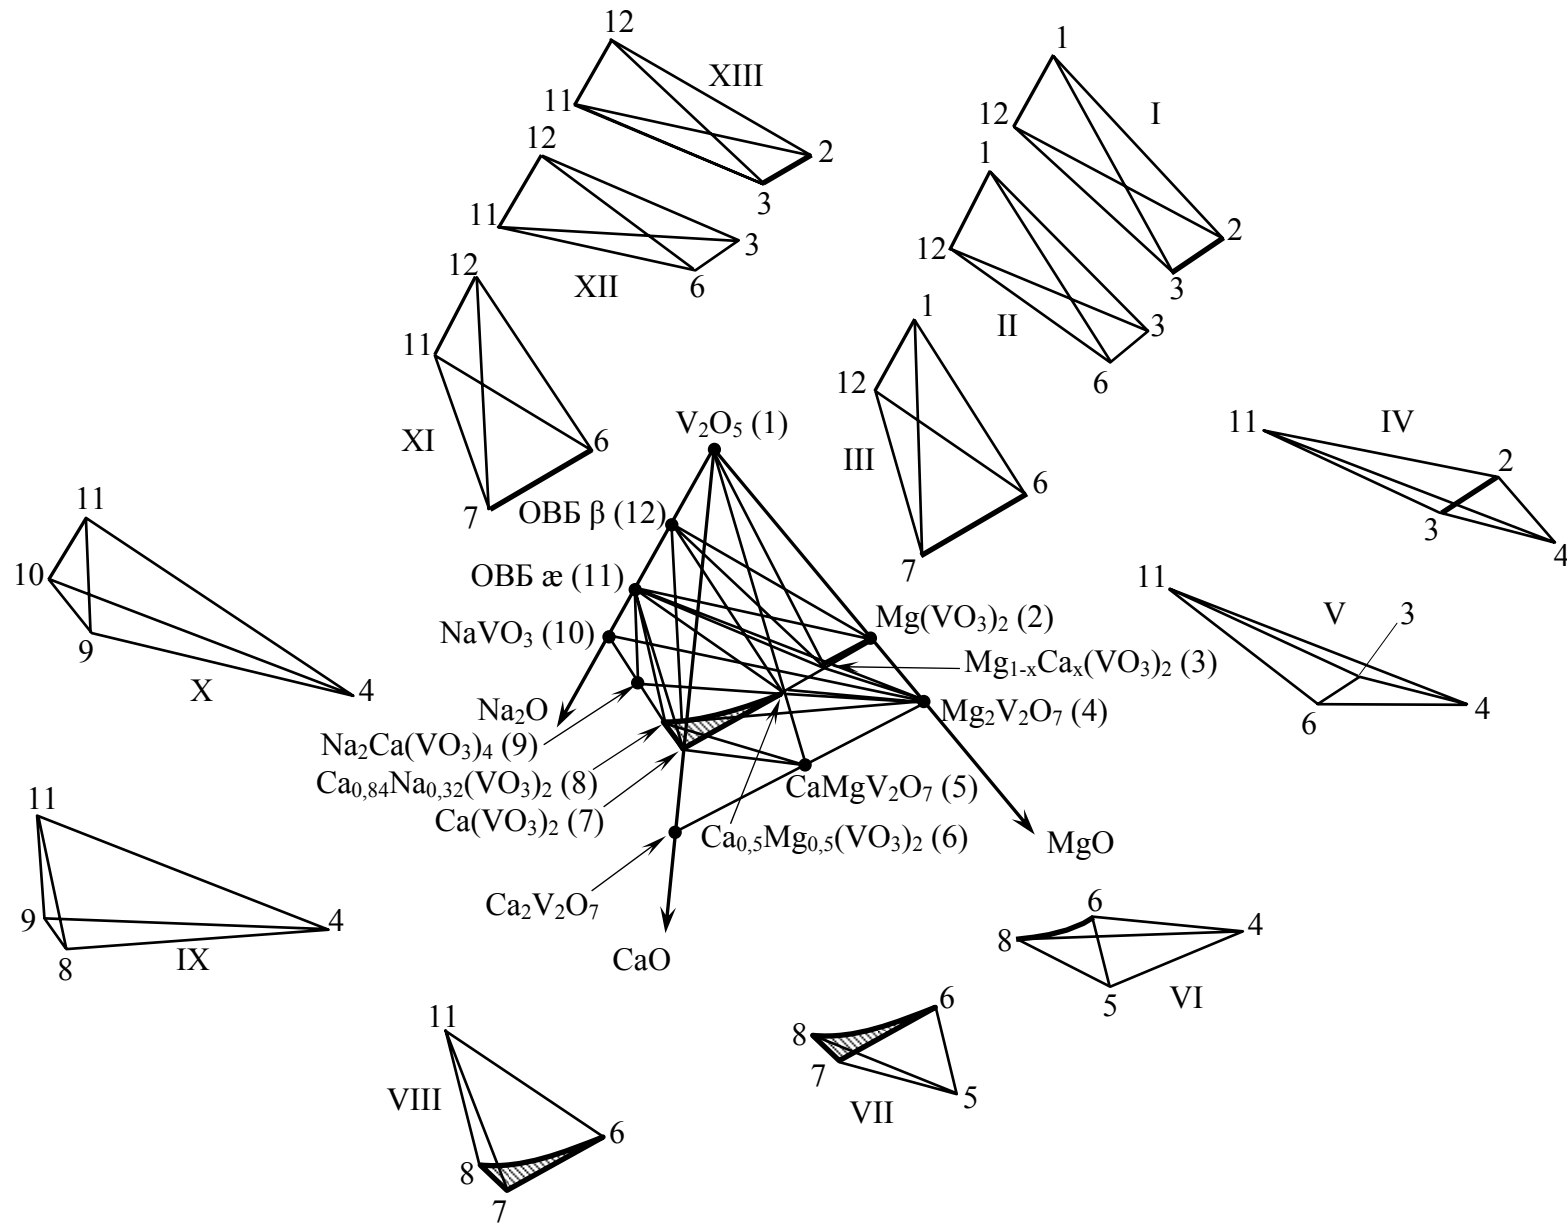 12
XIII
11
2
3
1
I
12
2
3
12
11
3
6
XII
1
12
II
3
6
12
11
XI
6
7
1
12
III
6
7
11
IV
2
3
4
11
V
3
6
4
V₂O₅ (1)
ОВБ β (12)
ОВБ æ (11)
NaVO₃ (10)
Mg(VO₃)₂ (2)
Mg₁₋ₓCaₓ(VO₃)₂ (3)
Na₂O
Mg₂V₂O₇ (4)
Na₂Ca(VO₃)₄ (9)
Ca₀,₈₄Na₀,₃₂(VO₃)₂ (8)
CaMgV₂O₇ (5)
Ca(VO₃)₂ (7)
Ca₀,₅Mg₀,₅(VO₃)₂ (6)
MgO
Ca₂V₂O₇
CaO
11
10
9
X
4
11
9
8
IX
4
6
8
4
5
VI
11
VIII
6
8
7
6
8
7
VII
5